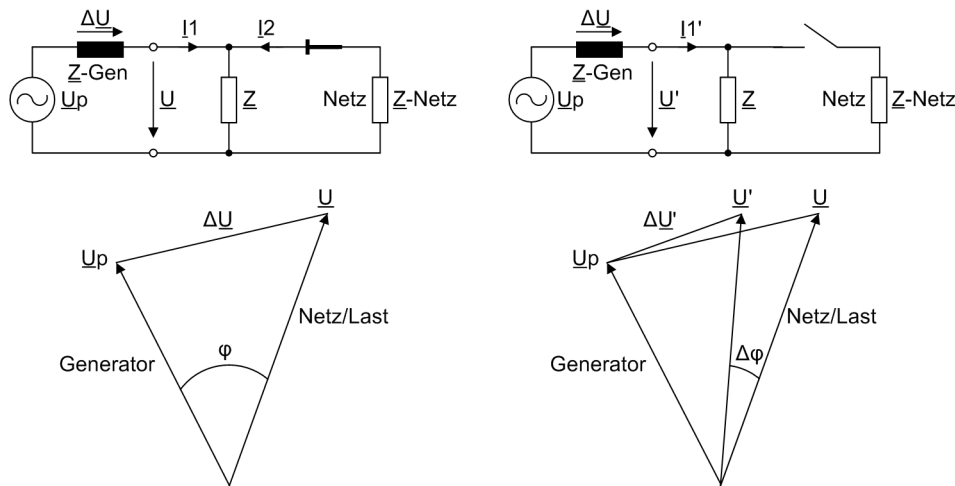 ΔU I1 I2
Z-Gen
Up U Z Netz Z-Netz
ΔU I1'
Z-Gen
Up U' Z Netz Z-Netz
U
ΔU
Up
Netz/Last
Generator φ
U' U
ΔU'
Up
Netz/Last
Generator Δφ